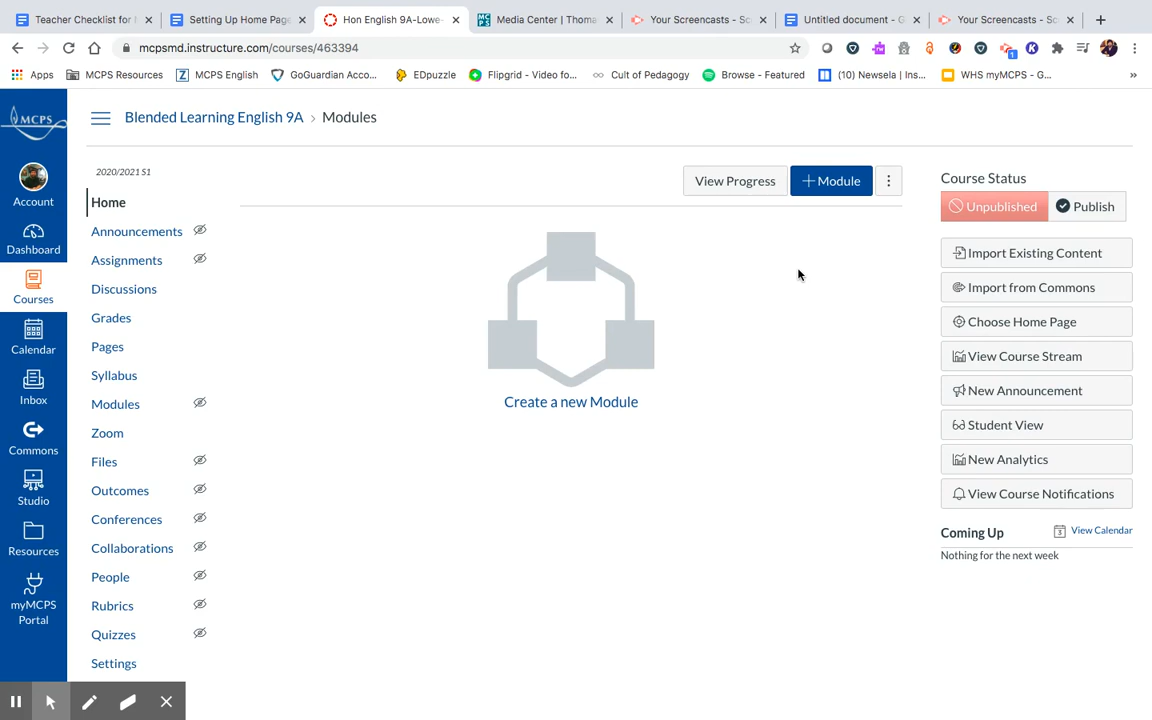 Teacher Checklist for
Setting Up Home Page
Hon English 9A-Lowe-
Media Center | Thoma
Your Screencasts - Sc
Untitled document - G
Your Screencasts - Sc
mcpsmd.instructure.com/courses/463394
1
Apps
MCPS Resources
MCPS English
GoGuardian Acco...
EDpuzzle
Flipgrid - Video fo...
Cult of Pedagogy
Browse - Featured
(10) Newsela | Ins...
WHS myMCPS - G...
»
MCPS
Account
Dashboard
Courses
Calendar
Inbox
Commons
Studio
Resources
myMCPS
Portal
Blended Learning English 9A › Modules
2020/2021 S1
Home
Announcements
Assignments
Discussions
Grades
Pages
Syllabus
Modules
Zoom
Files
Outcomes
Conferences
Collaborations
People
Rubrics
Quizzes
Settings
View Progress
+ Module
Create a new Module
Course Status
Unpublished
Publish
Import Existing Content
Import from Commons
Choose Home Page
View Course Stream
New Announcement
Student View
New Analytics
View Course Notifications
Coming Up
3
View Calendar
Nothing for the next week